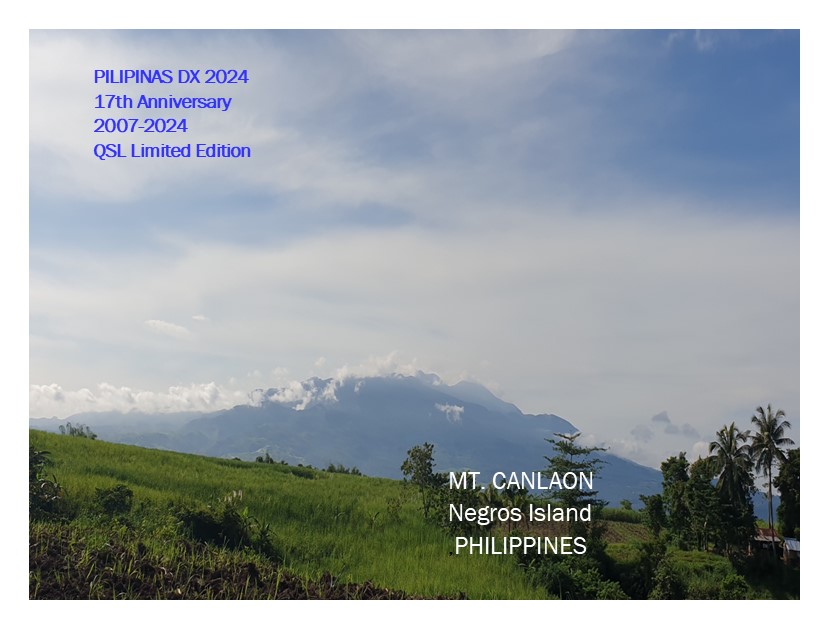 PILIPINAS DX 2024
17th Anniversary
2007-2024
QSL Limited Edition
MT. CANLAON
Negros Island
PHILIPPINES